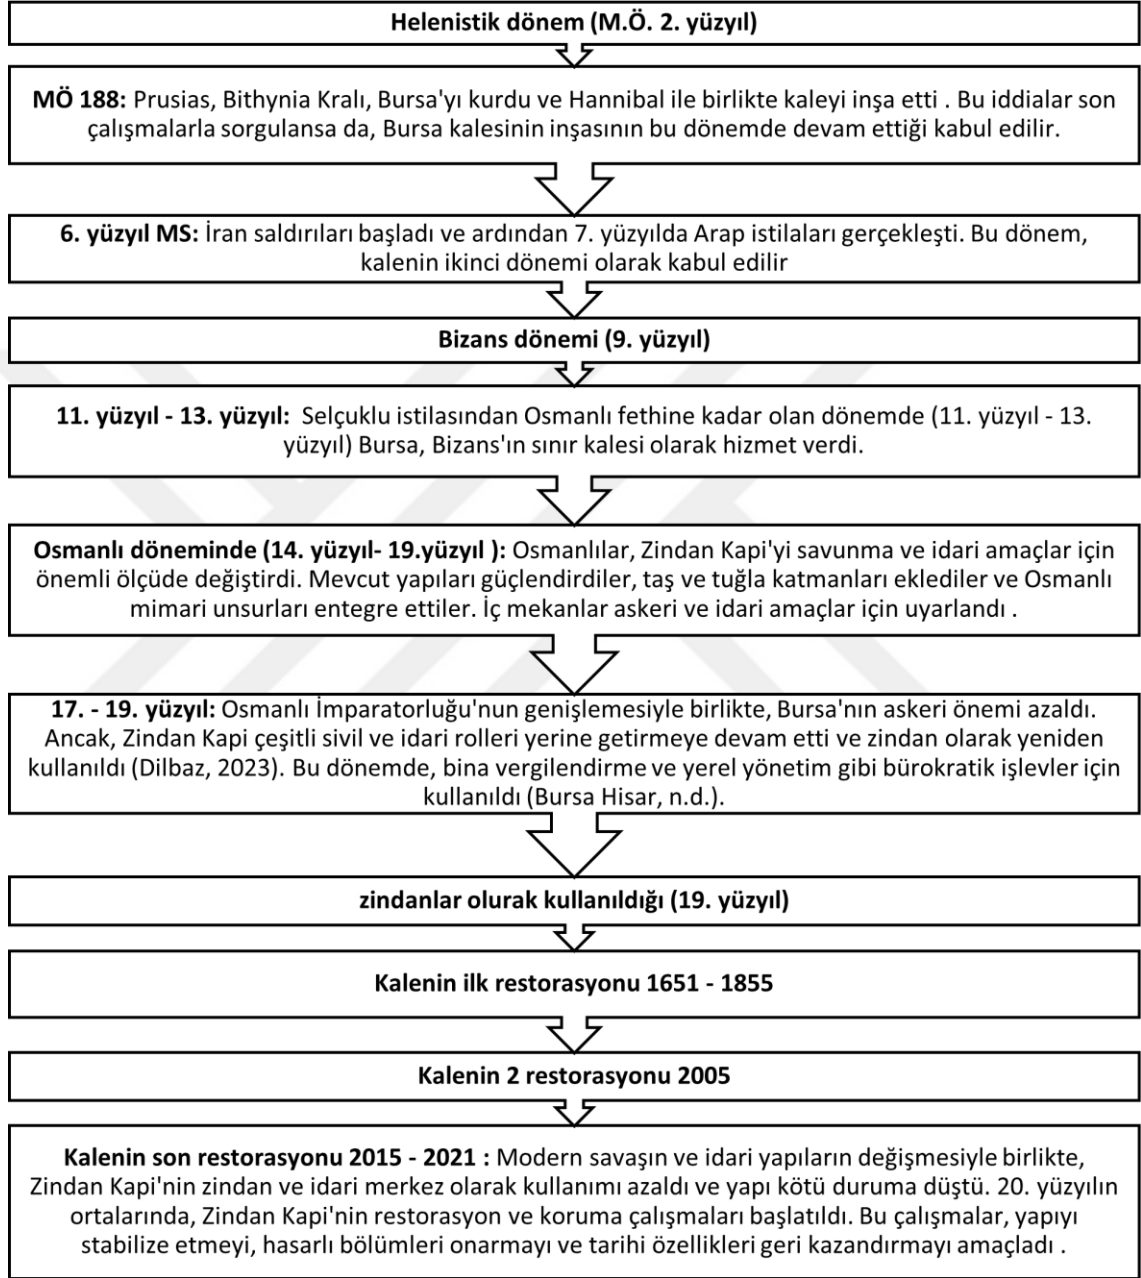 Helenistik dönem (M.Ö. 2. yüzyıl)
MÖ 188: Prusias, Bithynia Kralı, Bursa'yı kurdu ve Hannibal ile birlikte kaleyi inşa etti . Bu iddialar son
çalışmalarla sorgulansa da, Bursa kalesinin inşasının bu dönemde devam ettiği kabul edilir.
6. yüzyıl MS: İran saldırıları başladı ve ardından 7. yüzyılda Arap istilaları gerçekleşti. Bu dönem,
kalenin ikinci dönemi olarak kabul edilir
Bizans dönemi (9. yüzyıl)
11. yüzyıl - 13. yüzyıl: Selçuklu istilasından Osmanlı fethine kadar olan dönemde (11. yüzyıl - 13.
yüzyıl) Bursa, Bizans'ın sınır kalesi olarak hizmet verdi.
Osmanlı döneminde (14. yüzyıl- 19.yüzyıl ): Osmanlılar, Zindan Kapi'yi savunma ve idari amaçlar için
önemli ölçüde değiştirdi. Mevcut yapıları güçlendirdiler, taş ve tuğla katmanları eklediler ve Osmanlı
mimari unsurları entegre ettiler. İç mekanlar askeri ve idari amaçlar için uyarlandı .
17. - 19. yüzyıl: Osmanlı İmparatorluğu'nun genişlemesiyle birlikte, Bursa'nın askeri önemi azaldı.
Ancak, Zindan Kapi çeşitli sivil ve idari rolleri yerine getirmeye devam etti ve zindan olarak yeniden
kullanıldı (Dilbaz, 2023). Bu dönemde, bina vergilendirme ve yerel yönetim gibi bürokratik işlevler için
kullanıldı (Bursa Hisar, n.d.).
zindanlar olurak kullanıldığı (19. yüzyıl)
Kalenin ilk restorasyonu 1651 - 1855
Kalenin 2 restorasyonu 2005
Kalenin son restorasyonu 2015 - 2021 : Modern savaşın ve idari yapıların değişmesiyle birlikte,
Zindan Kapi'nin zindan ve idari merkez olarak kullanımı azaldı ve yapı kötü duruma düştü. 20. yüzyılın
ortalarında, Zindan Kapi'nin restorasyon ve koruma çalışmaları başlatıldı. Bu çalışmalar, yapıyı
stabilize etmeyi, hasarlı bölümleri onarmayı ve tarihi özellikleri geri kazandırmayı amaçladı .